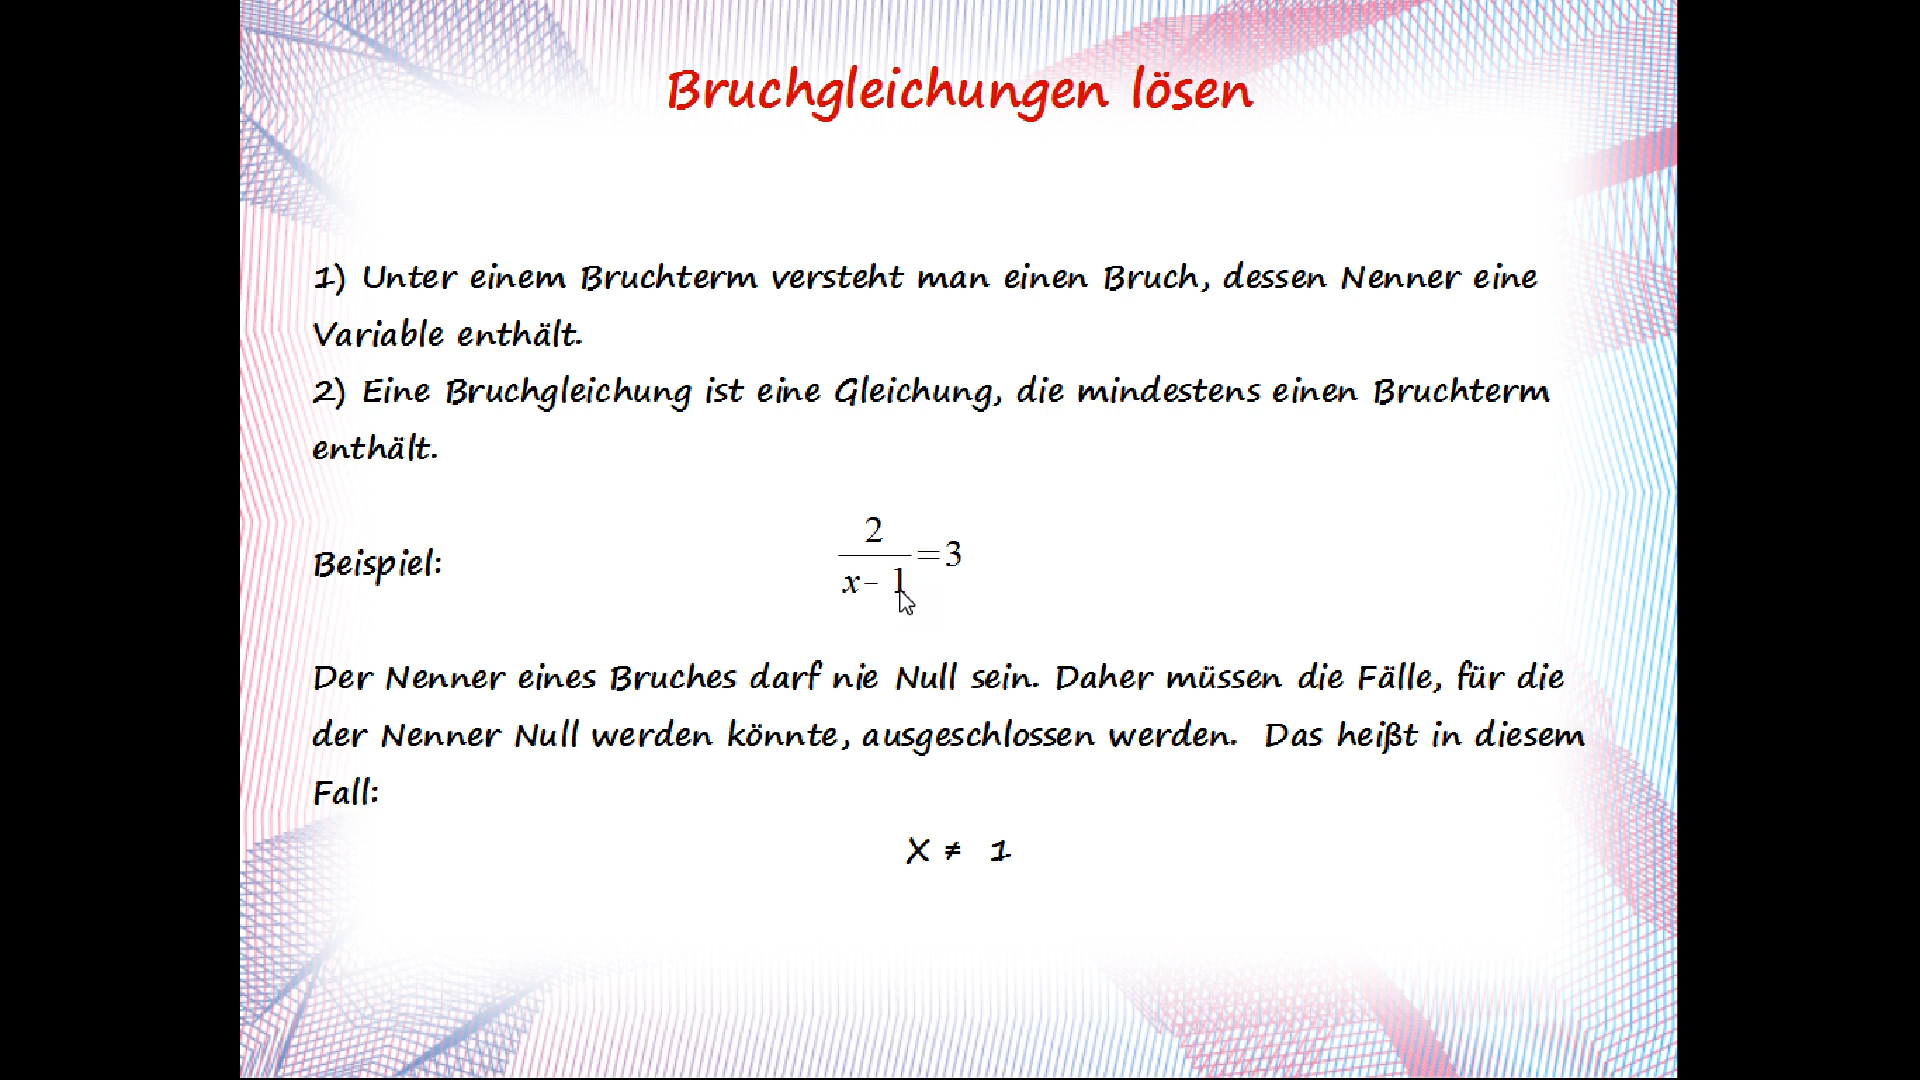 Bruchgleichungen lösen
1) Unter einem Bruchterm versteht man einen Bruch, dessen Nenner eine
Variable enthält.
2) Eine Bruchgleichung ist eine Gleichung, die mindestens einen Bruchterm
enthält.
Beispiel:
2
x- 1
=3
Der Nenner eines Bruches darf nie Null sein. Daher müssen die Fälle, für die
der Nenner Null werden könnte, ausgeschlossen werden. Das heißt in diesem
Fall:
X ≠ 1